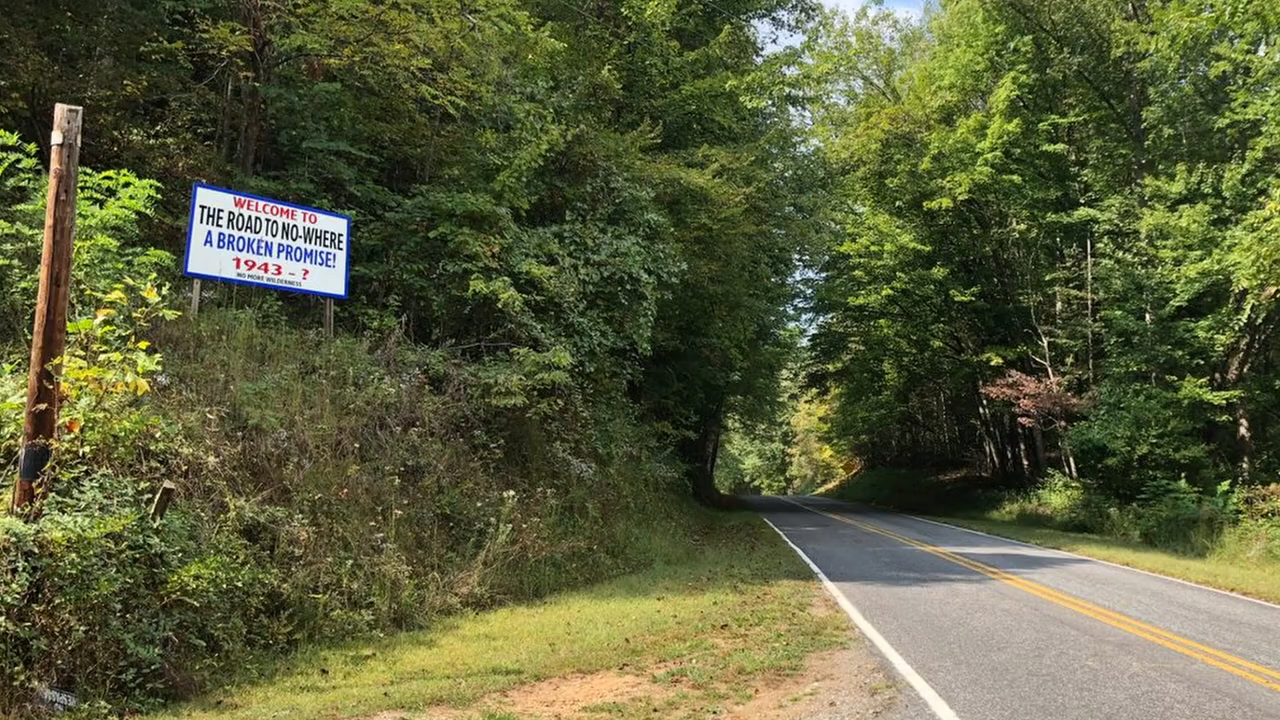 WELCOME TO
THE ROAD TO NO-WHERE
A BROKEN PROMISE!
1943 - ?
NO MORE WILDERNESS